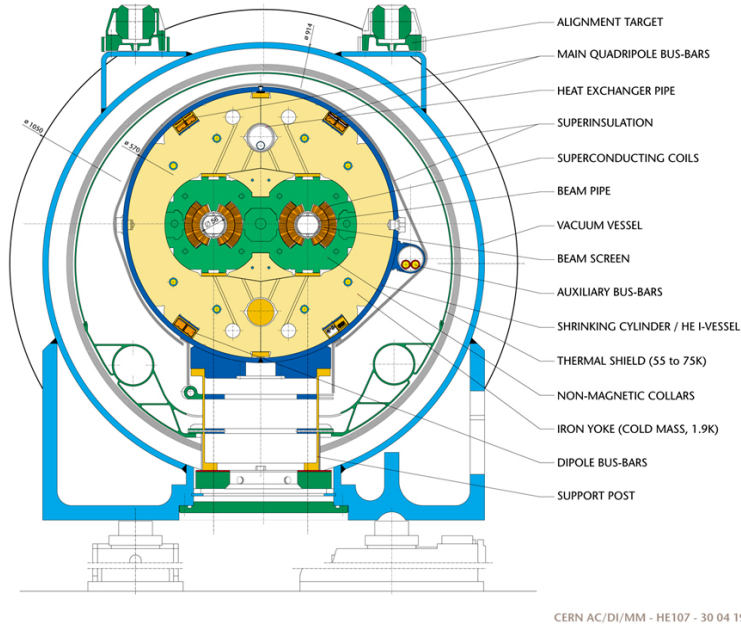 ALIGNMENT TARGET
ø 914
MAIN QUADRIPOLE BUS-BARS
HEAT EXCHANGER PIPE
ø 1050
SUPERINSULATION
ø 570
SUPERCONDUCTING COILS
BEAM PIPE
ø 56
VACUUM VESSEL
BEAM SCREEN
AUXILIARY BUS-BARS
SHRINKING CYLINDER / HE I-VESSEL
THERMAL SHIELD (55 to 75K)
NON-MAGNETIC COLLARS
IRON YOKE (COLD MASS, 1.9K)
DIPOLE BUS-BARS
SUPPORT POST
CERN AC/DI/MM - HE107 - 30 04 19